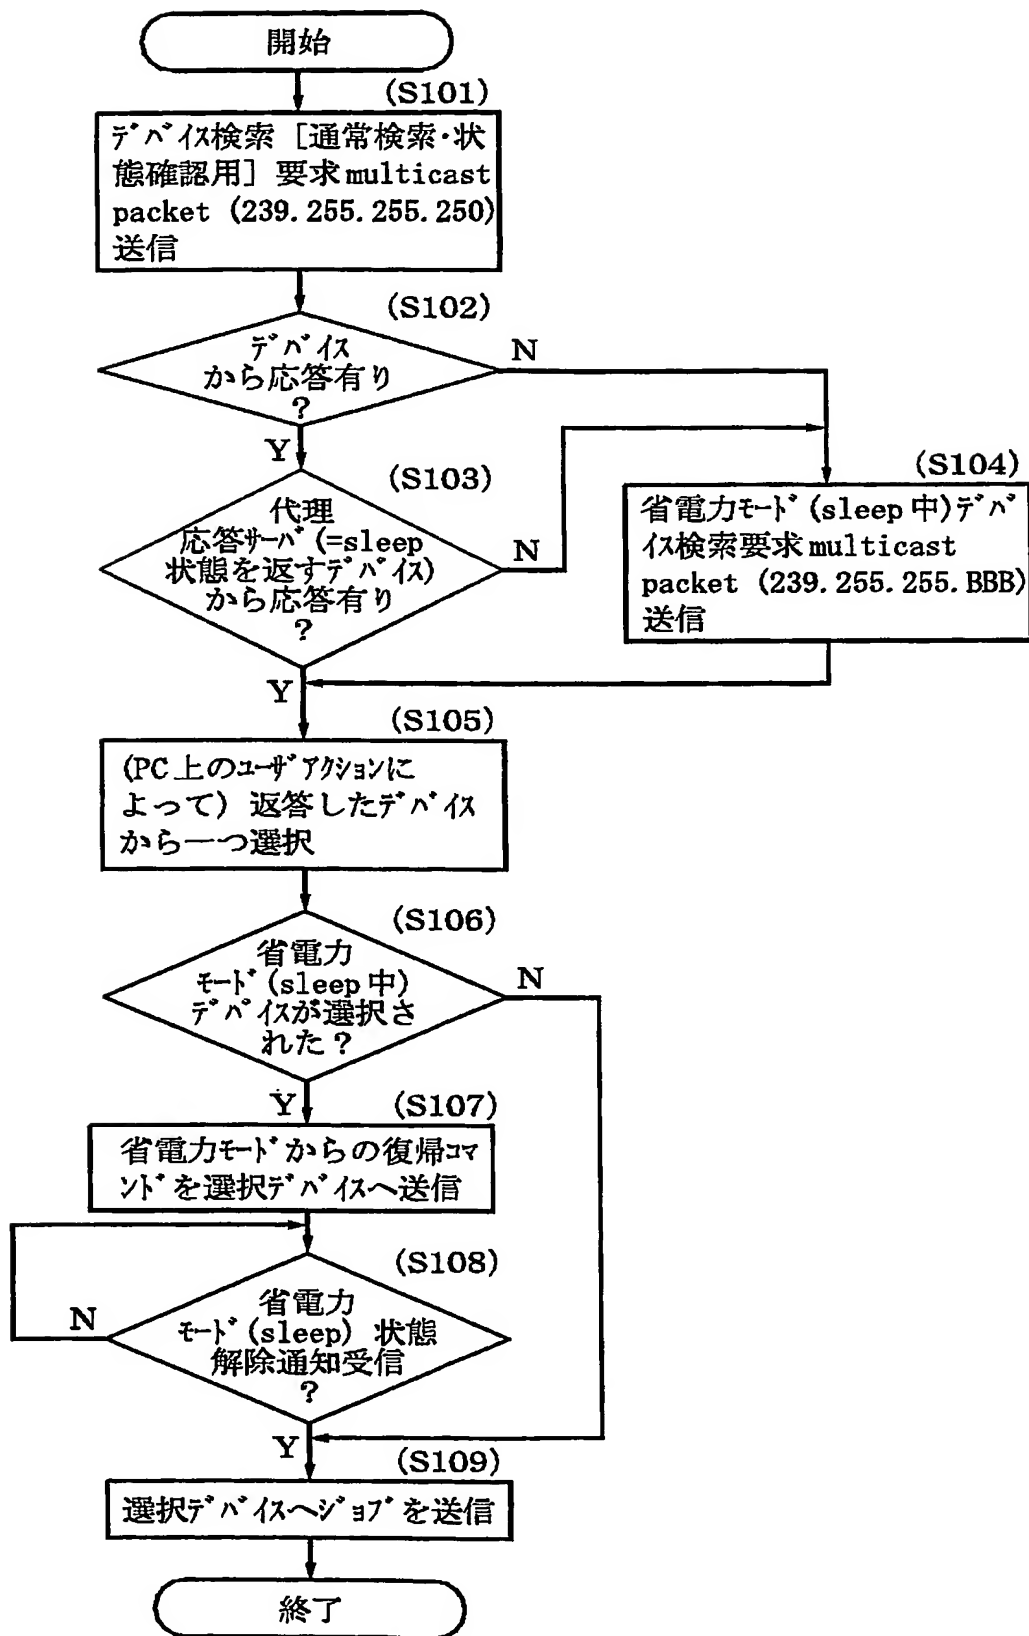 開始
(S101)
デバイス検索［通常検索・状
態確認用］要求multicast
packet (239.255.255.250)
送信
(S102)
デバイス
から応答有り
？
N
Y
(S103)
代理
応答サーバ(=sleep
状態を返すデバイス)
から応答有り
？
N
Y
(S104)
省電力モード(sleep中)デバ
イス検索要求multicast
packet (239.255.255.BBB)
送信
(S105)
(PC上のユーザアクションに
よって) 返答したデバイス
から一つ選択
(S106)
省電力
モード(sleep中)
デバイスが選択さ
れた？
N
Y
(S107)
省電力モードからの復帰コマ
ンドを選択デバイスへ送信
(S108)
省電力
モード(sleep) 状態
解除通知受信
？
N
Y
(S109)
選択デバイスへジョブを送信
終了